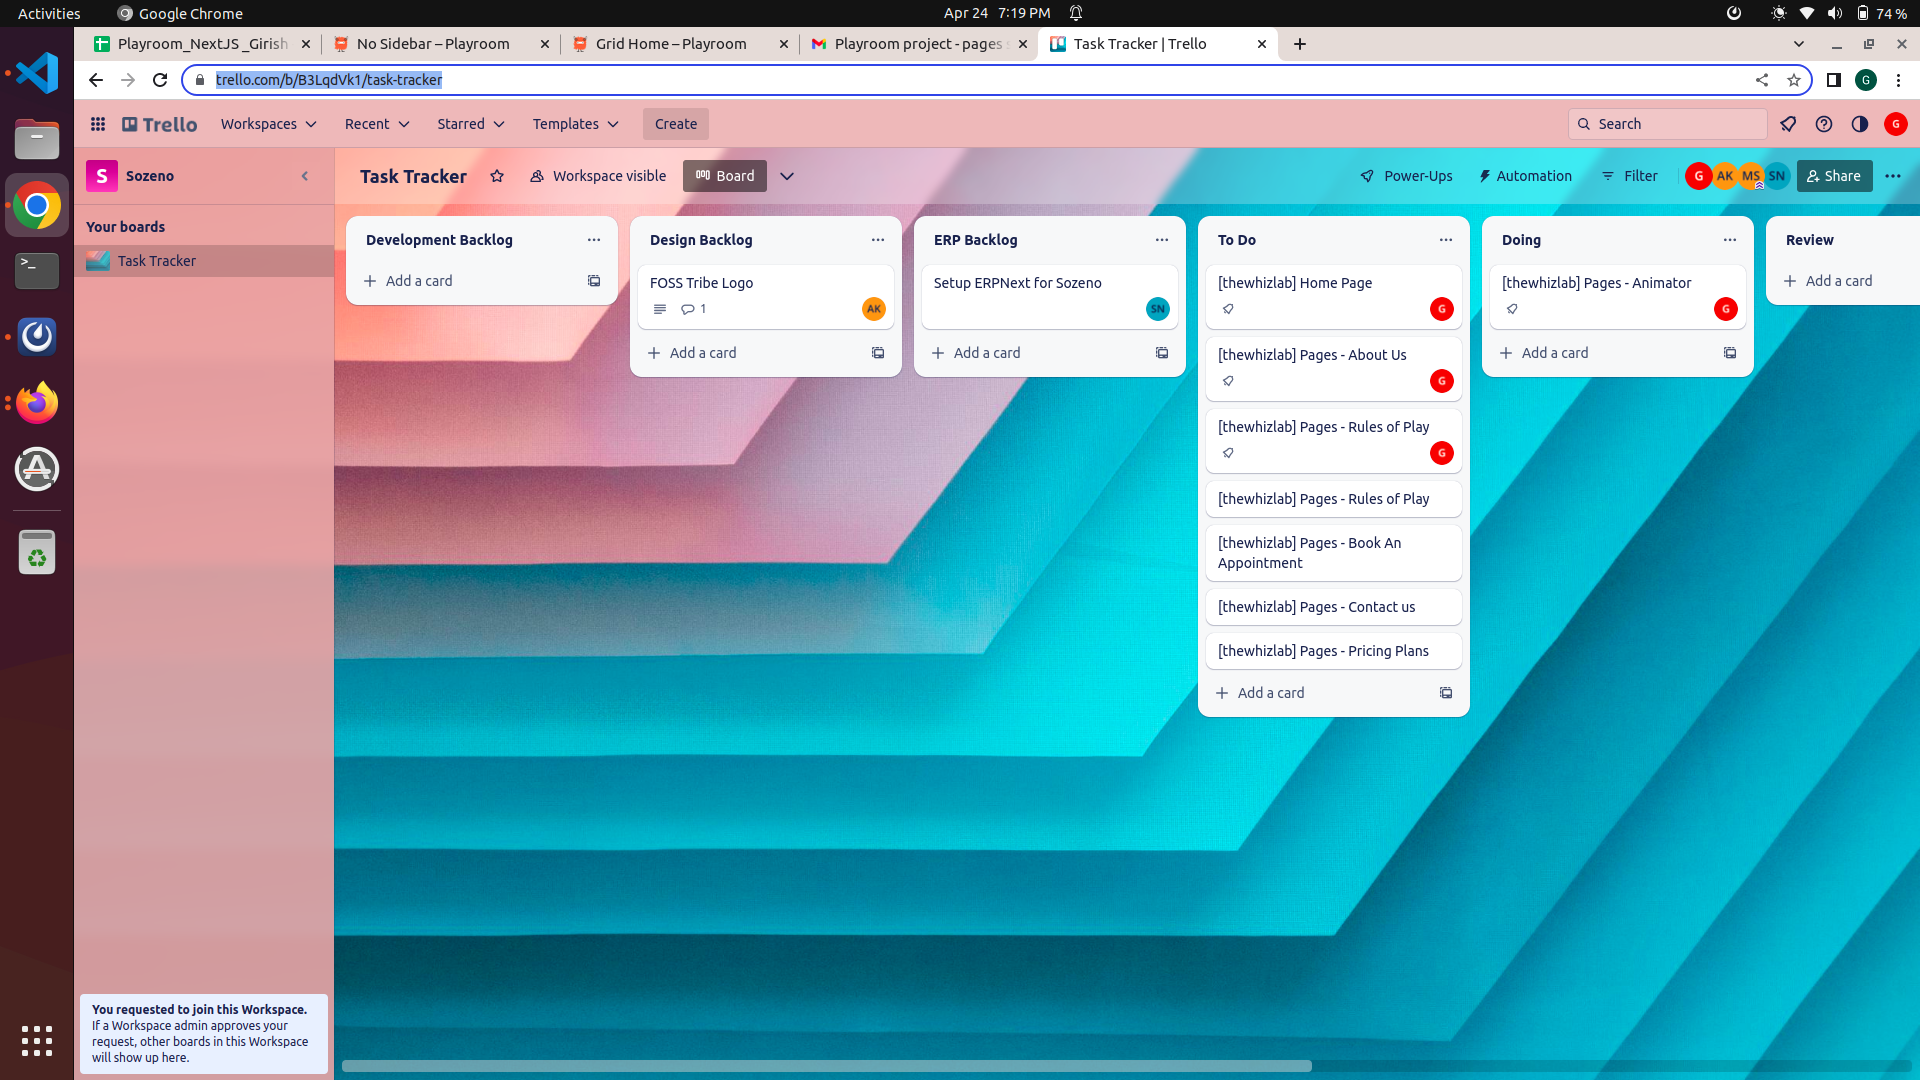 Activities
Google Chrome
Apr 24 7:19 PM
74 %
Playroom_NextJS _Girish
No Sidebar – Playroom
Grid Home – Playroom
Playroom project - pages
Task Tracker | Trello
trello.com/b/B3LqdVk1/task-tracker
G
Trello
Workspaces
Recent
Starred
Templates
Create
Search
G
S
Sozeno
Task Tracker
Workspace visible
Board
Power-Ups
Automation
Filter
G
AK
MS
SN
Share
Your boards
Task Tracker
Development Backlog
Add a card
Design Backlog
FOSS Tribe Logo
1
AK
Add a card
ERP Backlog
Setup ERPNext for Sozeno
SN
Add a card
To Do
[thewhizlab] Home Page
G
[thewhizlab] Pages - About Us
G
[thewhizlab] Pages - Rules of Play
G
[thewhizlab] Pages - Rules of Play
[thewhizlab] Pages - Book An
Appointment
[thewhizlab] Pages - Contact us
[thewhizlab] Pages - Pricing Plans
Add a card
Doing
[thewhizlab] Pages - Animator
G
Add a card
Review
Add a card
You requested to join this Workspace.
If a Workspace admin approves your
request, other boards in this Workspace
will show up here.